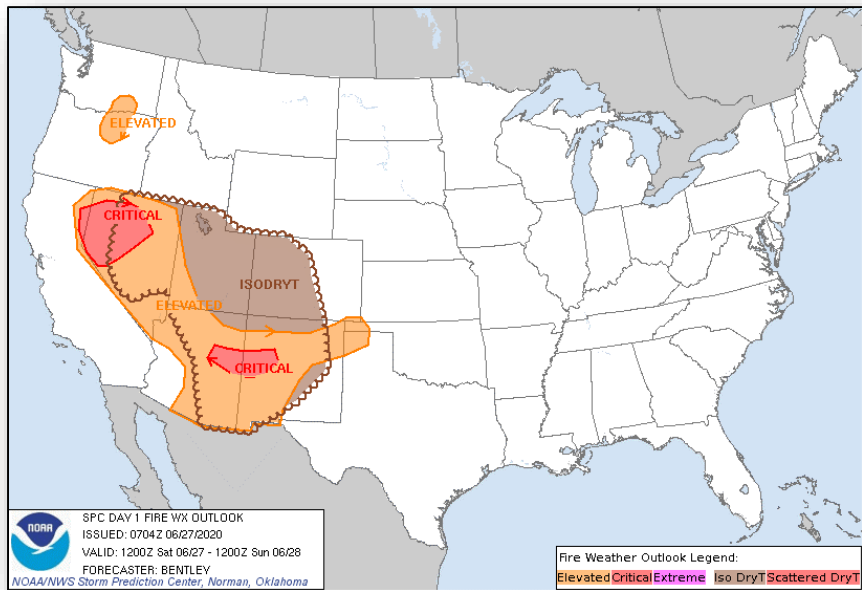 ELEVATED
CRITICAL
ISODRYT
ELEVATED
CRITICAL
NOAA
SPC DAY 1 FIRE WX OUTLOOK
ISSUED: 0704Z 06/27/2020
VALID: 1200Z Sat 06/27 - 1200Z Sun 06/28
FORECASTER: BENTLEY
NOAA/NWS Storm Prediction Center, Norman, Oklahoma
Fire Weather Outlook Legend:
Elevated Critical Extreme Iso DryT Scattered DryT